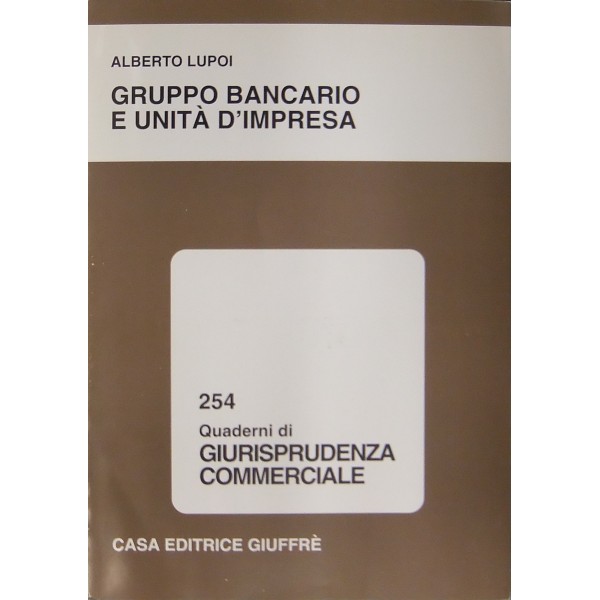 ALBERTO LUPOI
GRUPPO BANCARIO
E UNITÀ D'IMPRESA
254
Quaderni di
GIURISPRUDENZA
COMMERCIALE
CASA EDITRICE GIUFFRÈ